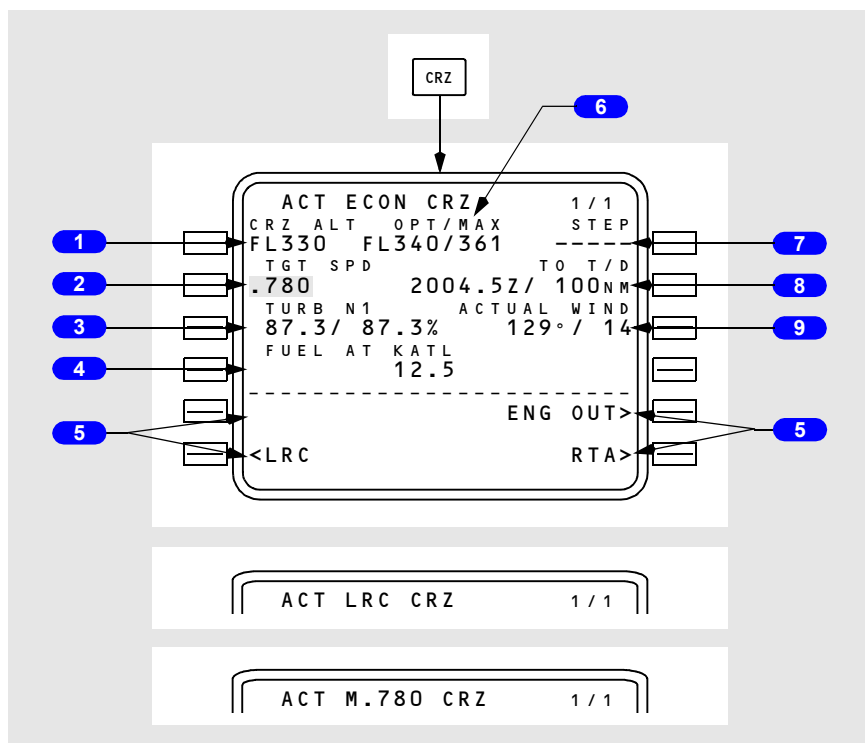 CRZ
6
ACT ECON CRZ 1/1
CRZ ALT OPT/MAX STEP
1 FL330 FL340/361 ----- 7
TGT SPD TO T/D
2 .780 2004.5Z/ 100NM 8
TURB N1 ACTUAL WIND
3 87.3/ 87.3% 129°/ 14 9
FUEL AT KATL
4 12.5
------------------------
ENG OUT>
5 5
<LRC RTA>
ACT LRC CRZ 1/1
ACT M.780 CRZ 1/1